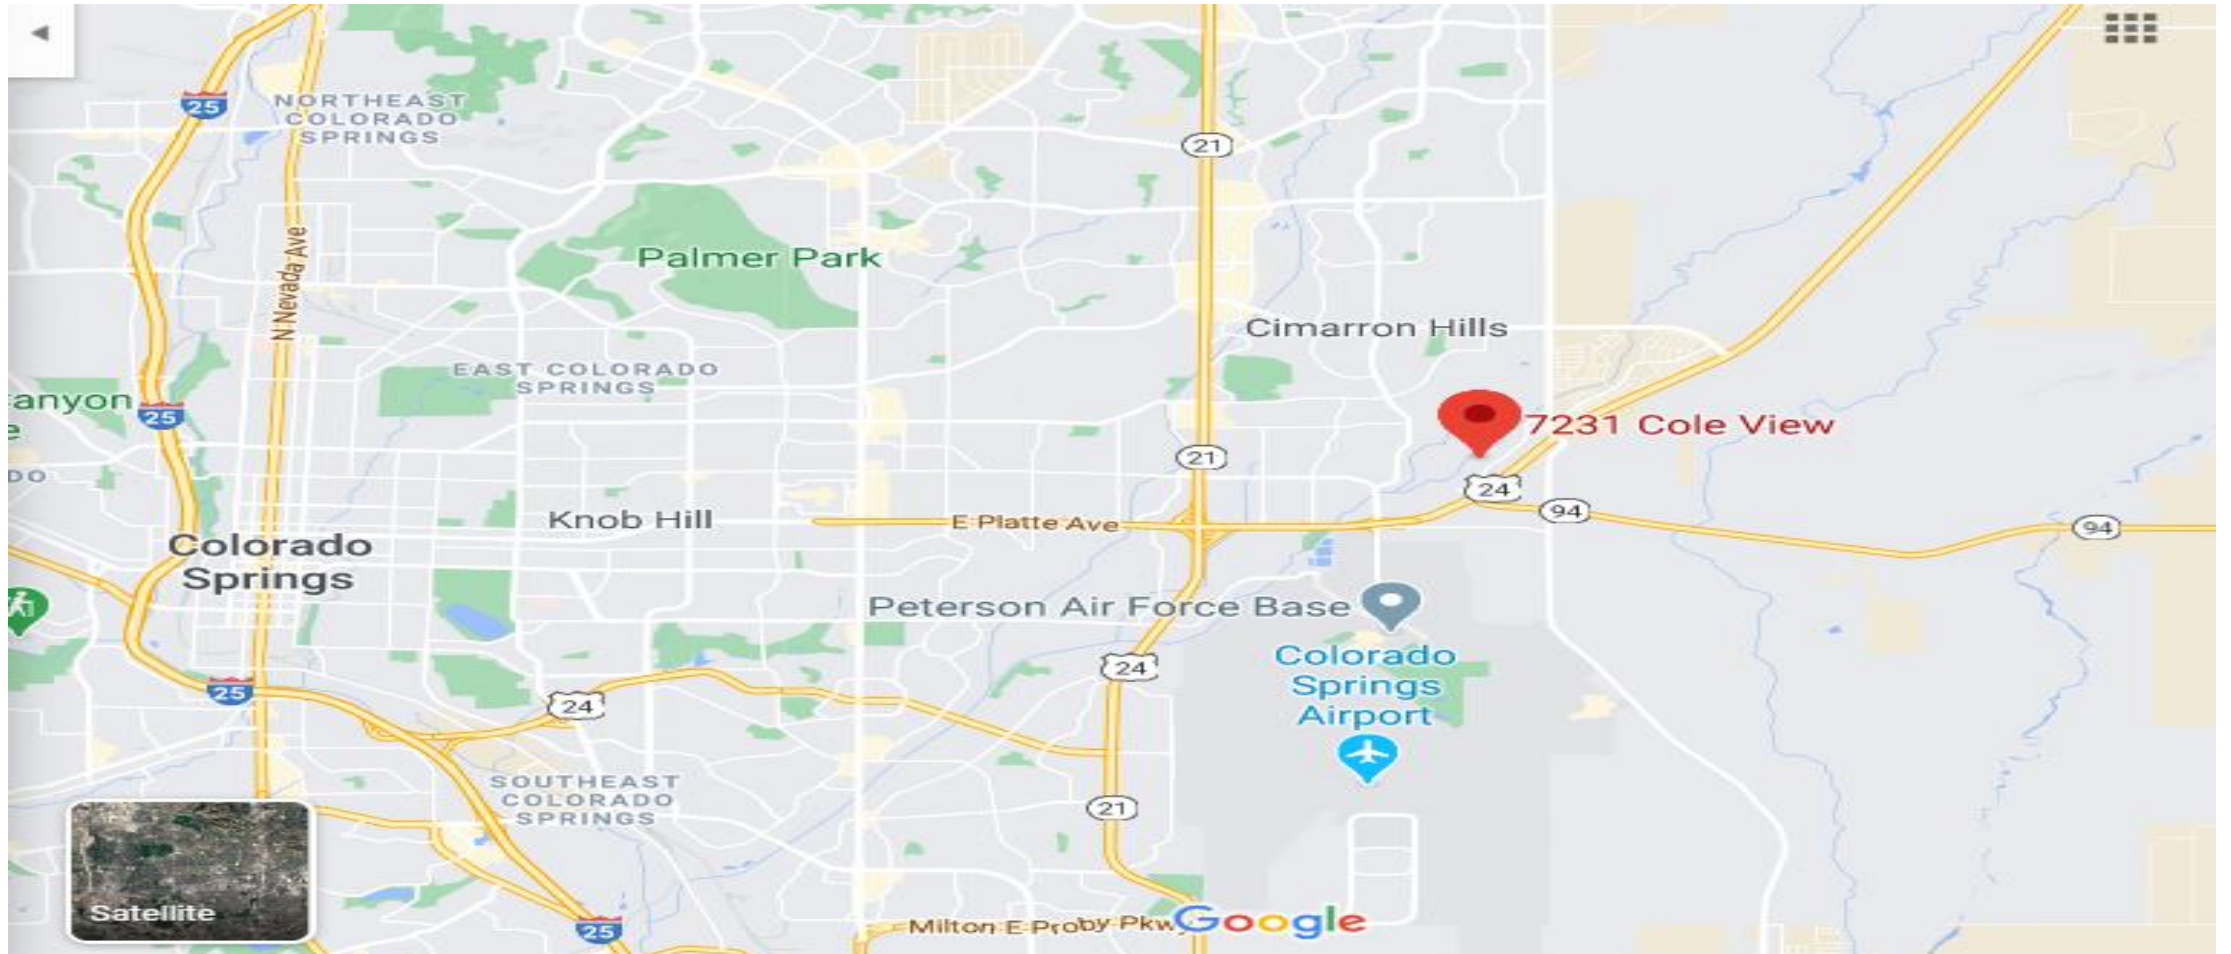 25
NORTHEAST
COLORADO
SPRINGS
21
N Nevada Ave
Palmer Park
Cimarron Hills
EAST COLORADO
SPRINGS
anyon
e
25
7231 Cole View
21
DO
24
94
Knob Hill
E Platte Ave
94
Colorado
Springs
Peterson Air Force Base
Colorado
Springs
Airport
24
25
24
SOUTHEAST
COLORADO
SPRINGS
21
Satellite
25
Milton E Proby Pkwy
Google